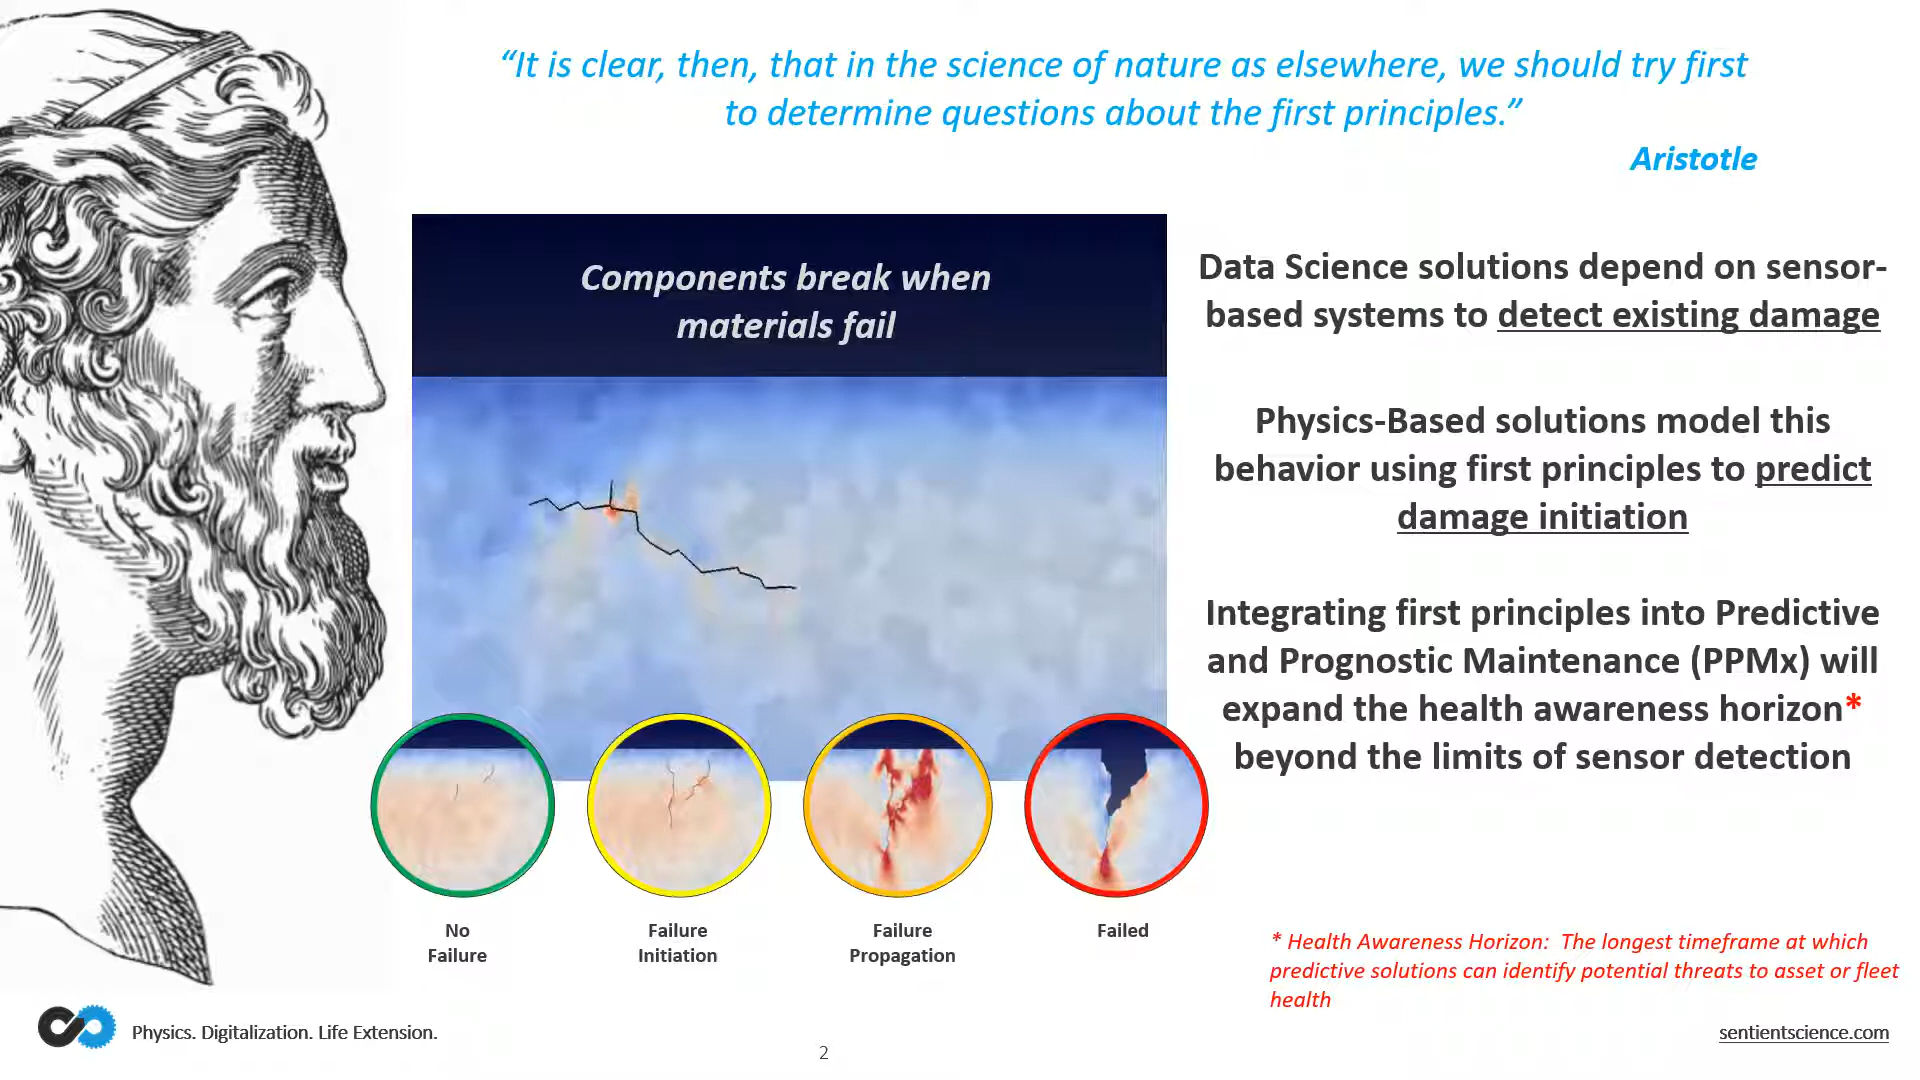 “It is clear, then, that in the science of nature as elsewhere, we should try first
to determine questions about the first principles.”
Aristotle
Components break when
materials fail
Data Science solutions depend on sensor-
based systems to detect existing damage
Physics-Based solutions model this
behavior using first principles to predict
damage initiation
Integrating first principles into Predictive
and Prognostic Maintenance (PPMx) will
expand the health awareness horizon*
beyond the limits of sensor detection
No
Failure
Failure
Initiation
Failure
Propagation
Failed
* Health Awareness Horizon:  The longest timeframe at which
predictive solutions can identify potential threats to asset or fleet
health
Physics. Digitalization. Life Extension.
2
sentientscience.com